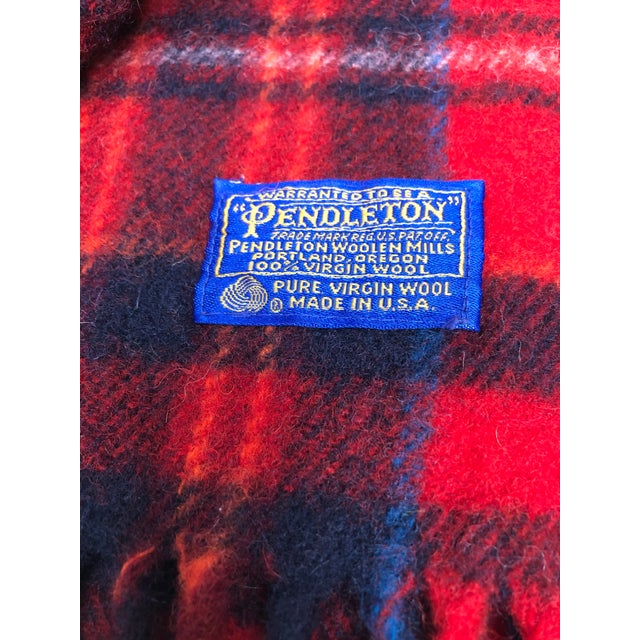 WARRANTED TO BE A
"PENDLETON"
TRADE MARK REG. U.S. PAT. OFF.
PENDLETON WOOLEN MILLS
PORTLAND, OREGON
100% VIRGIN WOOL
PURE VIRGIN WOOL
® MADE IN U.S.A.